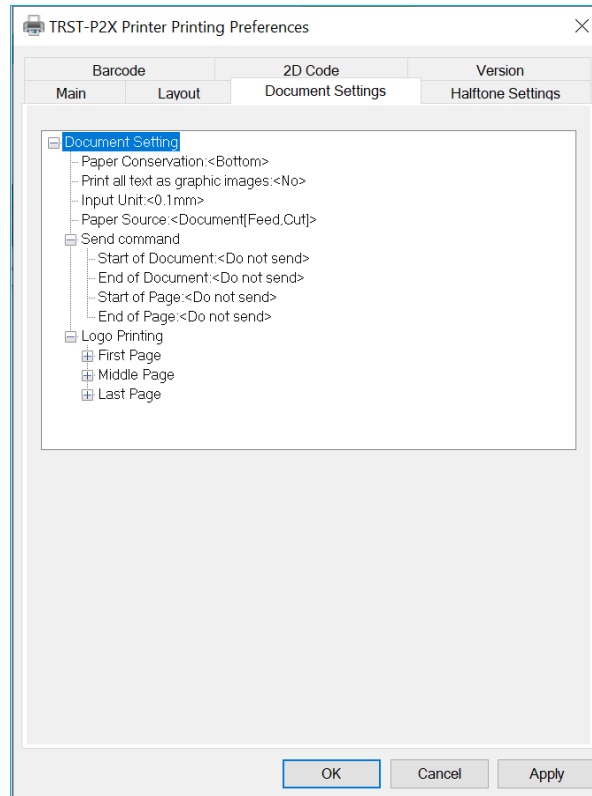 TRST-P2X Printer Printing Preferences
Barcode 2D Code Version
Main Layout Document Settings Halftone Settings
Document Setting
Paper Conservation:<Bottom>
Print all text as graphic images:<No>
Input Unit:<0.1mm>
Paper Source:<Document[Feed,Cut]>
Send command
Start of Document:<Do not send>
End of Document:<Do not send>
Start of Page:<Do not send>
End of Page:<Do not send>
Logo Printing
First Page
Middle Page
Last Page
OK Cancel Apply